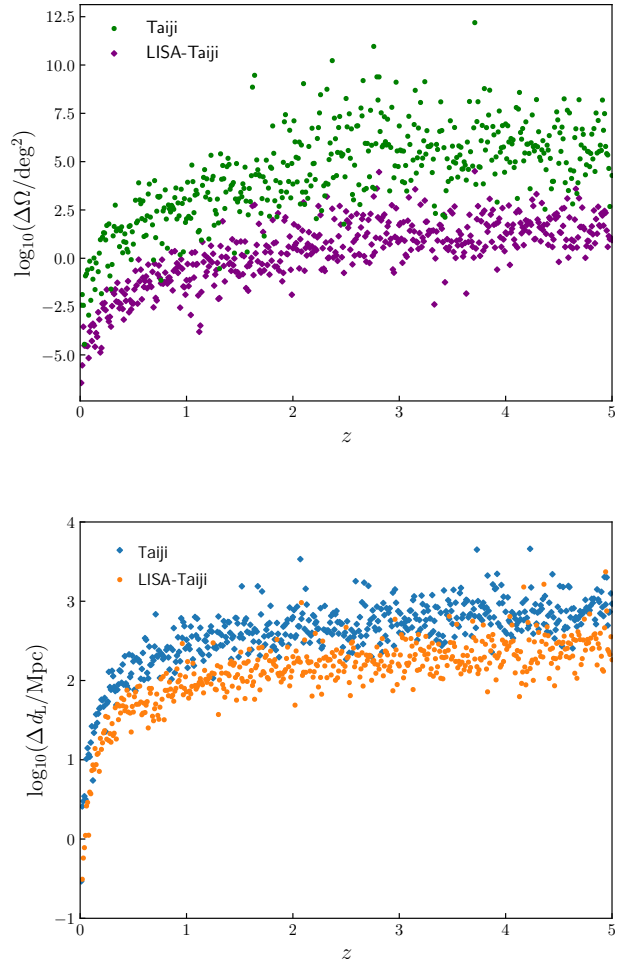 Taiji
LISA-Taiji
12.5
10.0
7.5
5.0
2.5
0.0
−2.5
−5.0
log₁₀(ΔΩ/deg²)
0 1 2 3 4 5
z
Taiji
LISA-Taiji
4
3
2
1
0
−1
log₁₀(Δ d_L/Mpc)
0 1 2 3 4 5
z